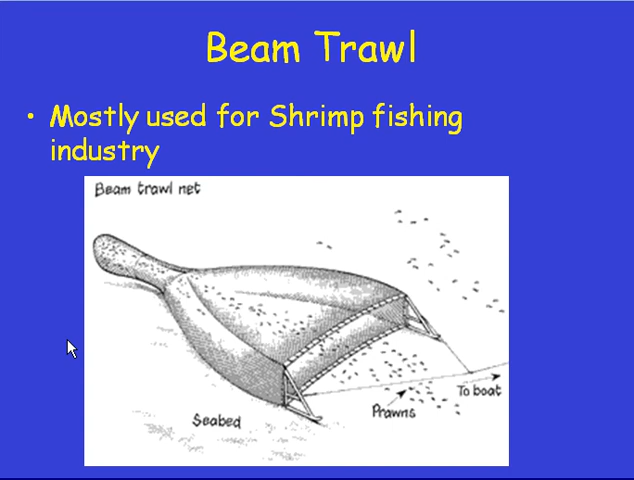 Beam Trawl
• Mostly used for Shrimp fishing
industry
Beam trawl net
To boat
Prawns
Seabed